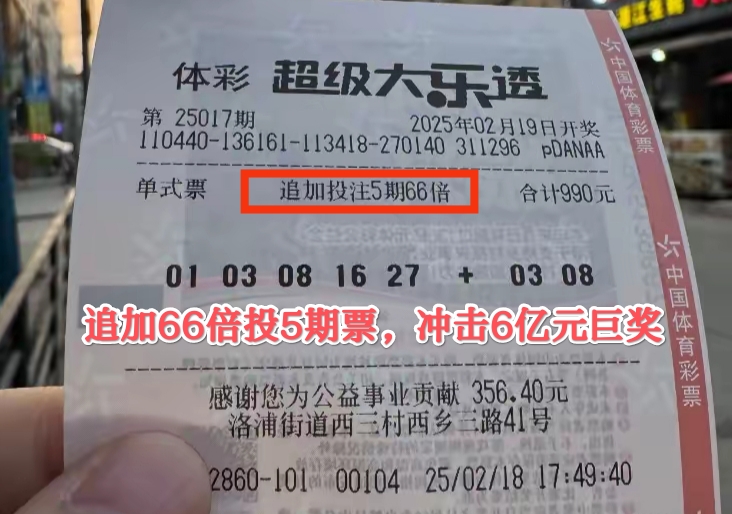 体彩 超级大乐透
第 25017期 2025年02月19日开奖
110440-136161-113418-270140 311296 pDANAA
单式票 追加投注5期66倍 合计990元
01 03 08 16 27 + 03 08
追加66倍投5期票，冲击6亿元巨奖
感谢您为公益事业贡献 356.40元
洛浦街道西三村西乡三路41号
2860-101 00104 25/02/18 17:49:40
中国体育彩票
中国体育彩票